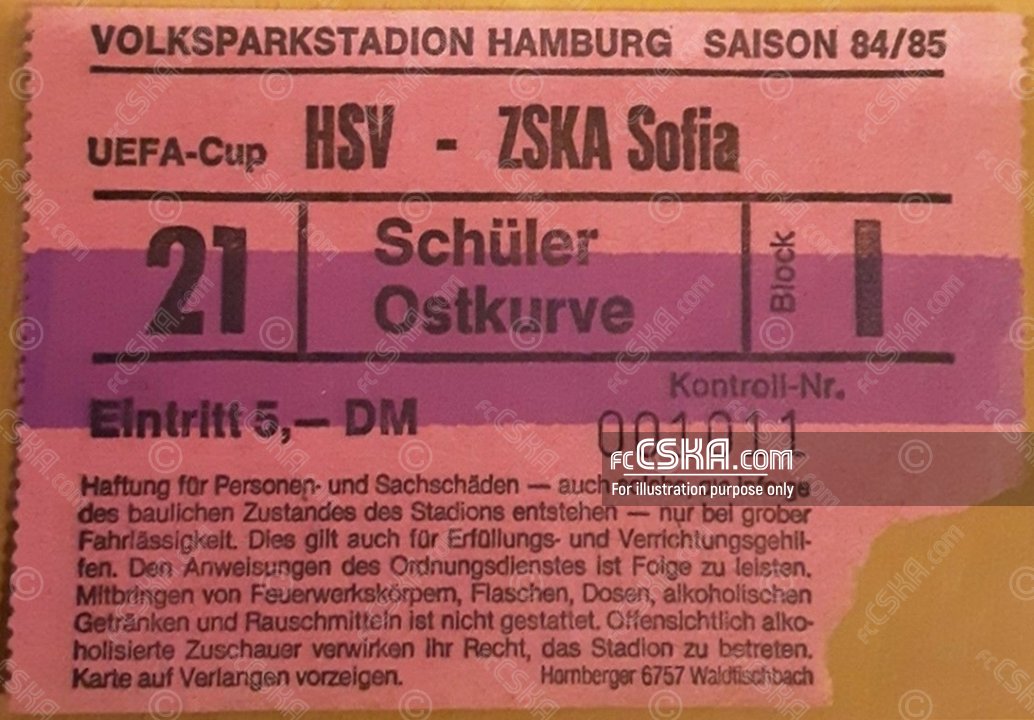 VOLKSPARKSTADION HAMBURG SAISON 84/85
UEFA-Cup HSV - ZSKA Sofia
21 Schüler Ostkurve Block I
Kontroll-Nr.
Eintritt 5,— DM 001011
fcCSKA.com
For illustration purpose only
Haftung für Personen- und Sachschäden — auch
des baulichen Zustandes des Stadions entstehen — nur bei grober
Fahrlässigkeit. Dies gilt auch für Erfüllungs- und Verrichtungsgehil-
fen. Den Anweisungen des Ordnungsdienstes ist Folge zu leisten.
Mitbringen von Feuerwerkskörpern, Flaschen, Dosen, alkoholischen
Getränken und Rauschmitteln ist nicht gestattet. Offensichtlich alko-
holisierte Zuschauer verwirken ihr Recht, das Stadion zu betreten.
Karte auf Verlangen vorzeigen. Hornberger 6757 Waldfischbach